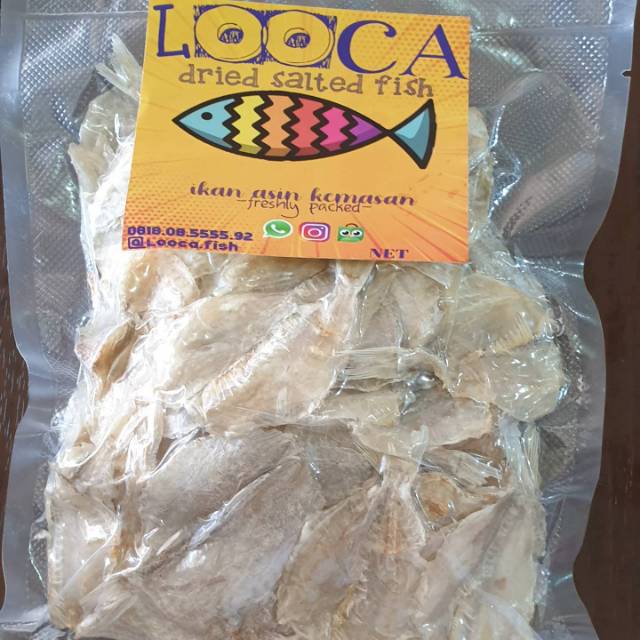 LOOCA
dried salted fish
ikan asin kemasan
-freshly packed-
0818.08.5555.92
@Looca.fish
NET